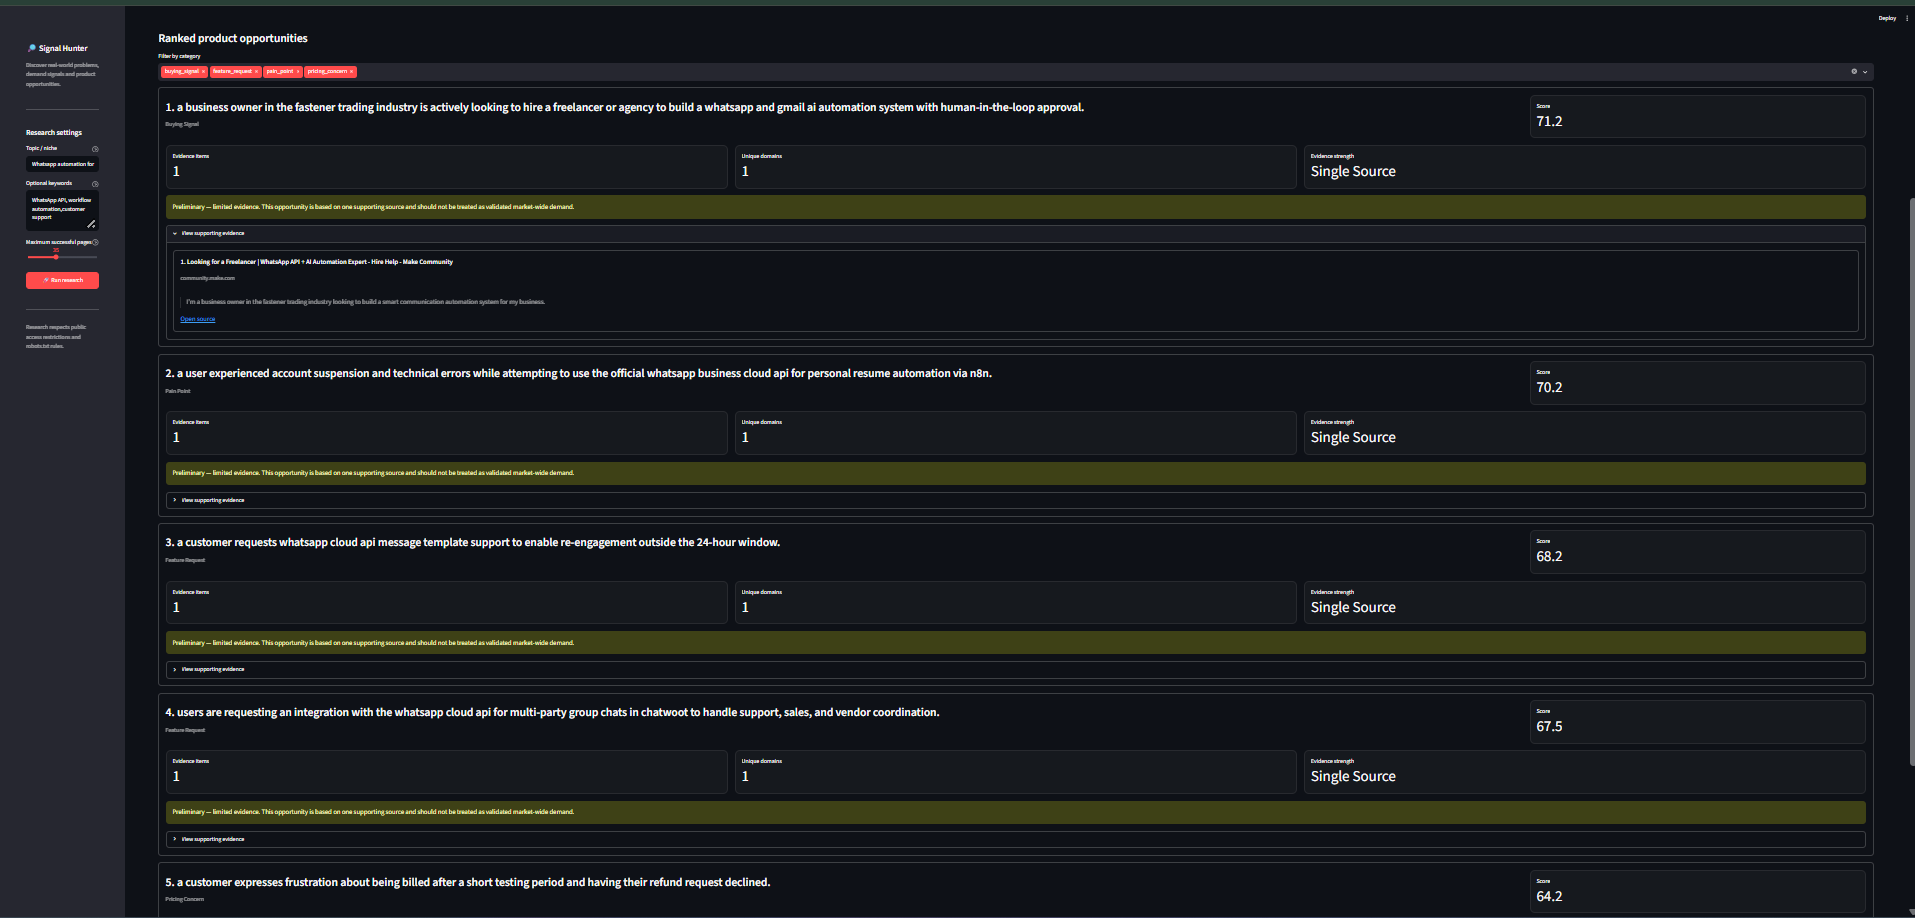 Deploy
Signal Hunter
Discover real-world problems,
demand signals and product
opportunities.
Research settings
Topic / niche
Whatsapp automation for
Optional keywords
WhatsApp API, workflow
automation,customer
support
Maximum successful pages
Run research
Research respects public
access restrictions and
robots.txt rules.
Ranked product opportunities
Filter by category
buying_signal
feature_request
pain_point
pricing_concern
1. a business owner in the fastener trading industry is actively looking to hire a freelancer or agency to build a whatsapp and gmail ai automation system with human-in-the-loop approval.
Buying Signal
Score
71.2
Evidence items
1
Unique domains
1
Evidence strength
Single Source
Preliminary — limited evidence. This opportunity is based on one supporting source and should not be treated as validated market-wide demand.
View supporting evidence
1. Looking for a Freelancer | WhatsApp API + AI Automation Expert - Hire Help - Make Community
community.make.com
I'm a business owner in the fastener trading industry looking to build a smart communication automation system for my business.
Open source
2. a user experienced account suspension and technical errors while attempting to use the official whatsapp business cloud api for personal resume automation via n8n.
Pain Point
Score
70.2
Evidence items
1
Unique domains
1
Evidence strength
Single Source
Preliminary — limited evidence. This opportunity is based on one supporting source and should not be treated as validated market-wide demand.
View supporting evidence
3. a customer requests whatsapp cloud api message template support to enable re-engagement outside the 24-hour window.
Feature Request
Score
68.2
Evidence items
1
Unique domains
1
Evidence strength
Single Source
Preliminary — limited evidence. This opportunity is based on one supporting source and should not be treated as validated market-wide demand.
View supporting evidence
4. users are requesting an integration with the whatsapp cloud api for multi-party group chats in chatwoot to handle support, sales, and vendor coordination.
Feature Request
Score
67.5
Evidence items
1
Unique domains
1
Evidence strength
Single Source
Preliminary — limited evidence. This opportunity is based on one supporting source and should not be treated as validated market-wide demand.
View supporting evidence
5. a customer expresses frustration about being billed after a short testing period and having their refund request declined.
Pricing Concern
Score
64.2